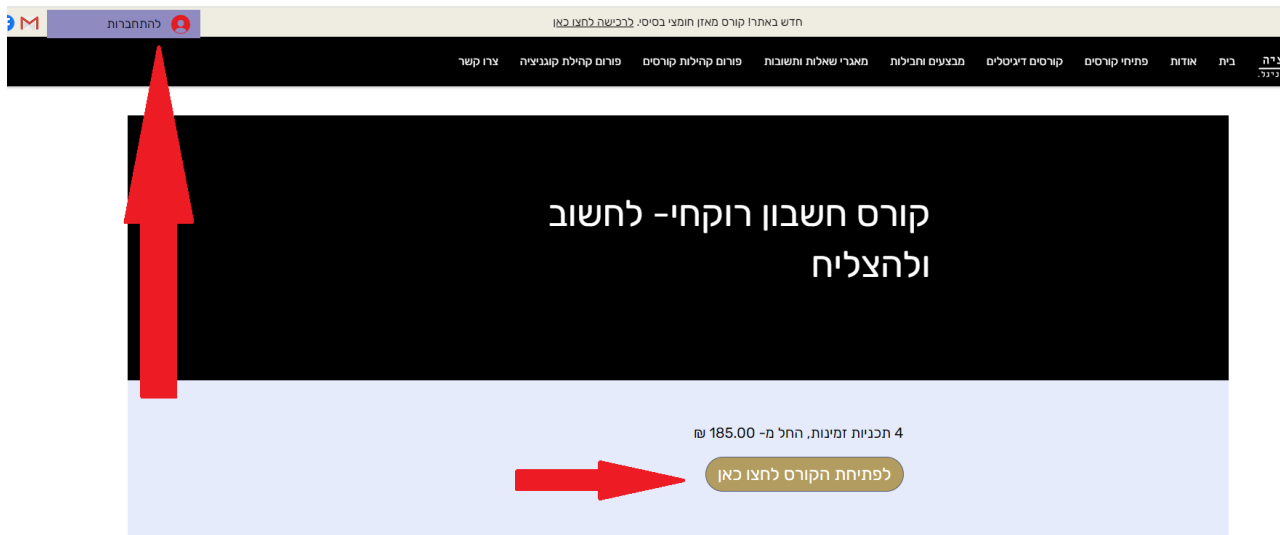 חדש באתר! קורס מאזן חומצי בסיסי. לרכישה לחצו כאן
להתחברות
בית אודות פתיחי קורסים קורסים דיגיטלים מבצעים וחבילות מאגרי שאלות ותשובות פורום קהילות קורסים פורום קהילת קוגניציה צרו קשר
קורס חשבון רוקחי- לחשוב
ולהצליח
4 תכניות זמינות, החל מ- 185.00 ₪
לפתיחת הקורס לחצו כאן